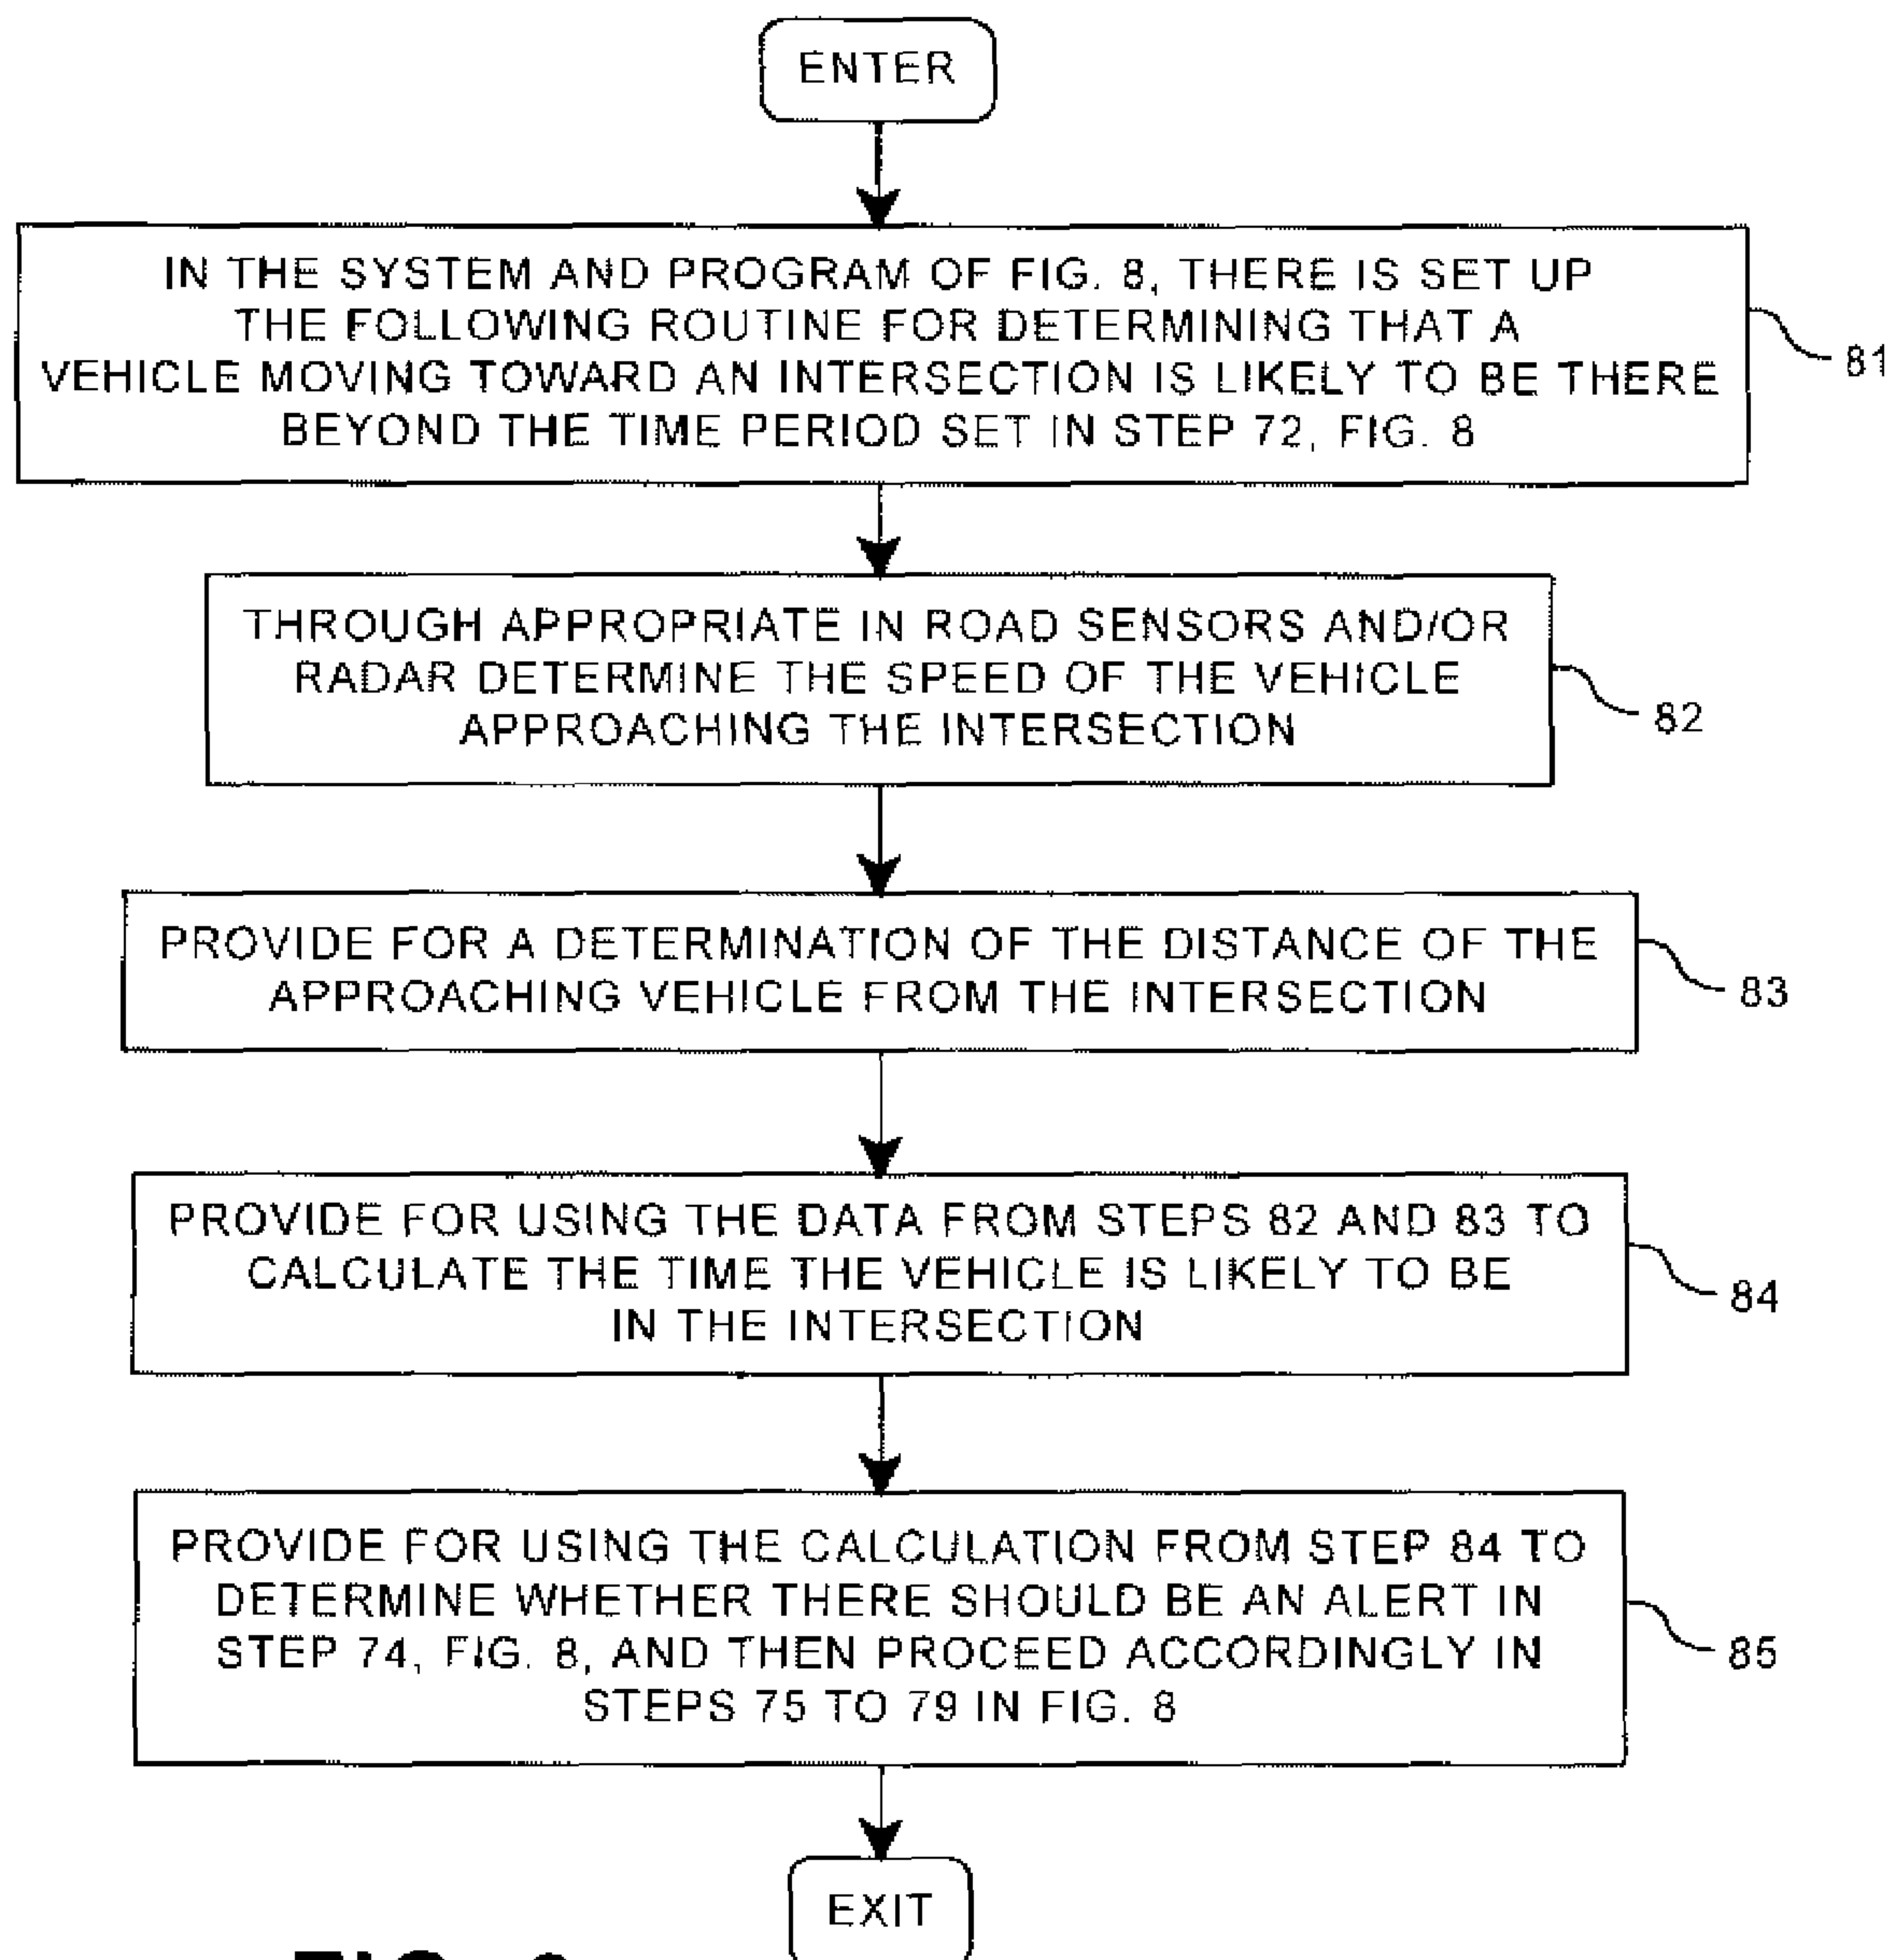 ENTER
IN THE SYSTEM AND PROGRAM OF FIG. 8, THERE IS SET UP
THE FOLLOWING ROUTINE FOR DETERMINING THAT A
VEHICLE MOVING TOWARD AN INTERSECTION IS LIKELY TO BE THERE
BEYOND THE TIME PERIOD SET IN STEP 72, FIG. 8
81
THROUGH APPROPRIATE IN ROAD SENSORS AND/OR
RADAR DETERMINE THE SPEED OF THE VEHICLE
APPROACHING THE INTERSECTION
82
PROVIDE FOR A DETERMINATION OF THE DISTANCE OF THE
APPROACHING VEHICLE FROM THE INTERSECTION
83
PROVIDE FOR USING THE DATA FROM STEPS 82 AND 83 TO
CALCULATE THE TIME THE VEHICLE IS LIKELY TO BE
IN THE INTERSECTION
84
PROVIDE FOR USING THE CALCULATION FROM STEP 84 TO
DETERMINE WHETHER THERE SHOULD BE AN ALERT IN
STEP 74, FIG. 8, AND THEN PROCEED ACCORDINGLY IN
STEPS 75 TO 79 IN FIG. 8
85
EXIT